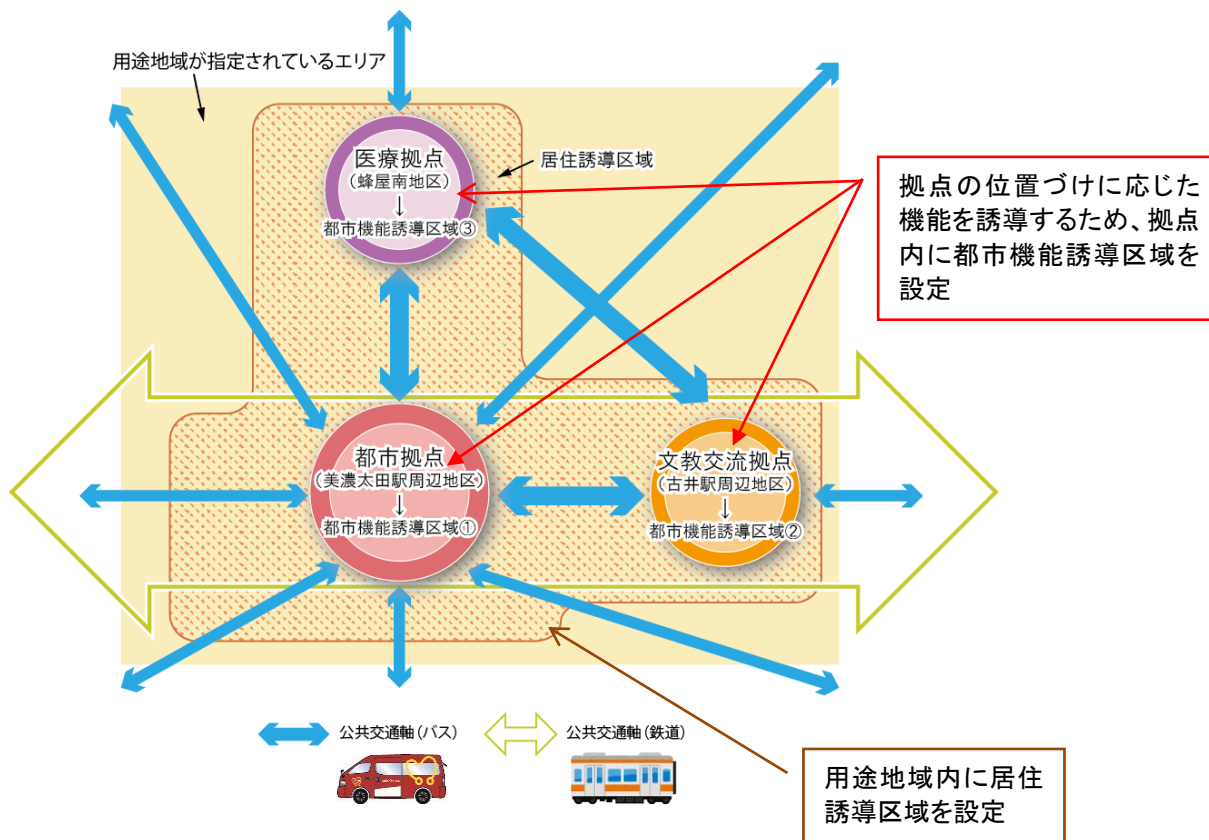 用途地域が指定されているエリア
医療拠点
（蜂屋南地区）
↓
都市機能誘導区域③
居住誘導区域
拠点の位置づけに応じた
機能を誘導するため、拠点
内に都市機能誘導区域を
設定
都市拠点
（美濃太田駅周辺地区）
↓
都市機能誘導区域①
文教交流拠点
（古井駅周辺地区）
↓
都市機能誘導区域②
公共交通軸（バス）
公共交通軸（鉄道）
用途地域内に居住
誘導区域を設定